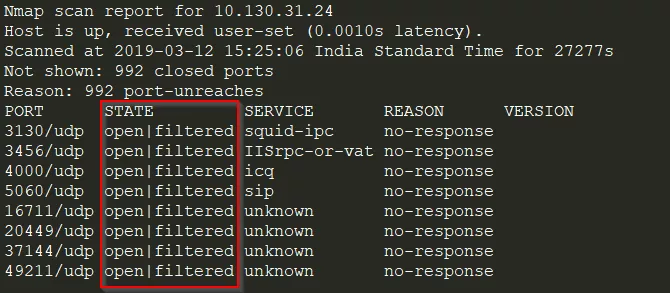 Nmap scan report for 10.130.31.24
Host is up, received user-set (0.0010s latency).
Scanned at 2019-03-12 15:25:06 India Standard Time for 27277s
Not shown: 992 closed ports
Reason: 992 port-unreaches
PORT STATE SERVICE REASON VERSION
3130/udp open|filtered squid-ipc no-response
3456/udp open|filtered IISrpc-or-vat no-response
4000/udp open|filtered icq no-response
5060/udp open|filtered sip no-response
16711/udp open|filtered unknown no-response
20449/udp open|filtered unknown no-response
37144/udp open|filtered unknown no-response
49211/udp open|filtered unknown no-response